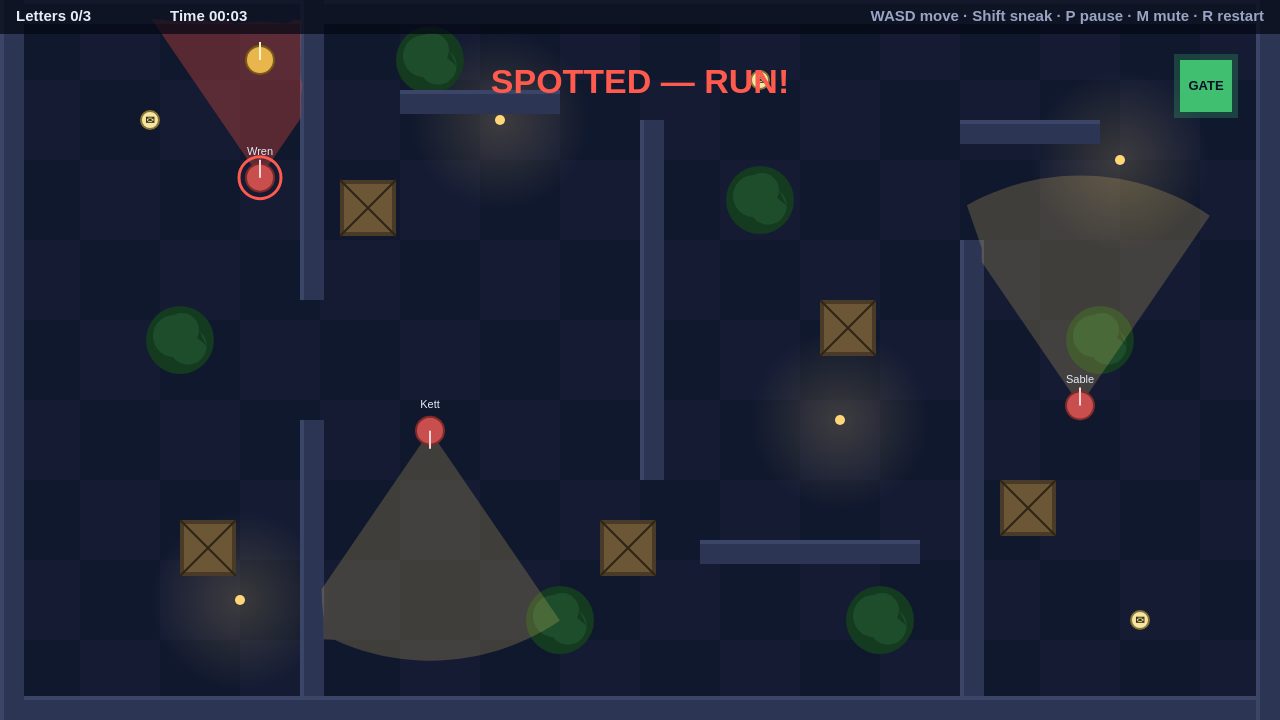 Letters 0/3
Time 00:03
WASD move · Shift sneak · P pause · M mute · R restart
SPOTTED — RUN!
GATE
Wren
Sable
Kett